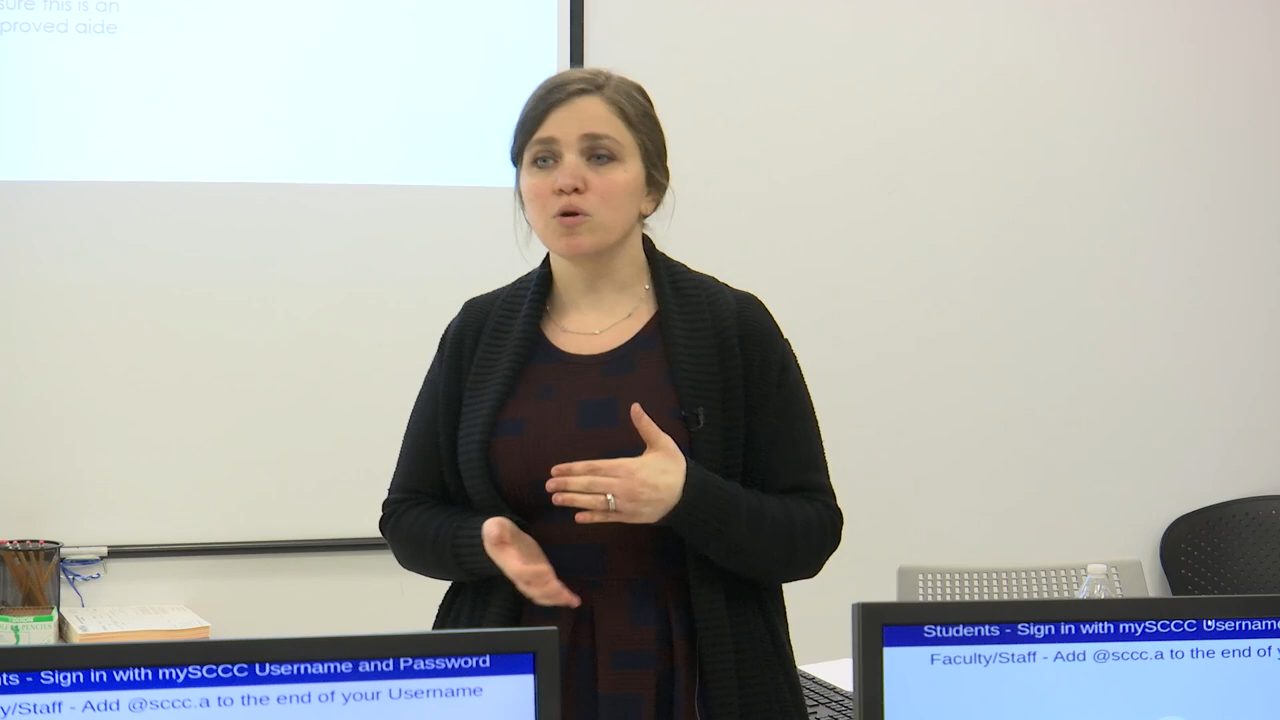 sure this is an
proved aide
nts - Sign in with mySCCC Username and Password
y/Staff - Add @sccc.a to the end of your Username
Students - Sign in with mySCCC Username
Faculty/Staff - Add @sccc.a to the end of y